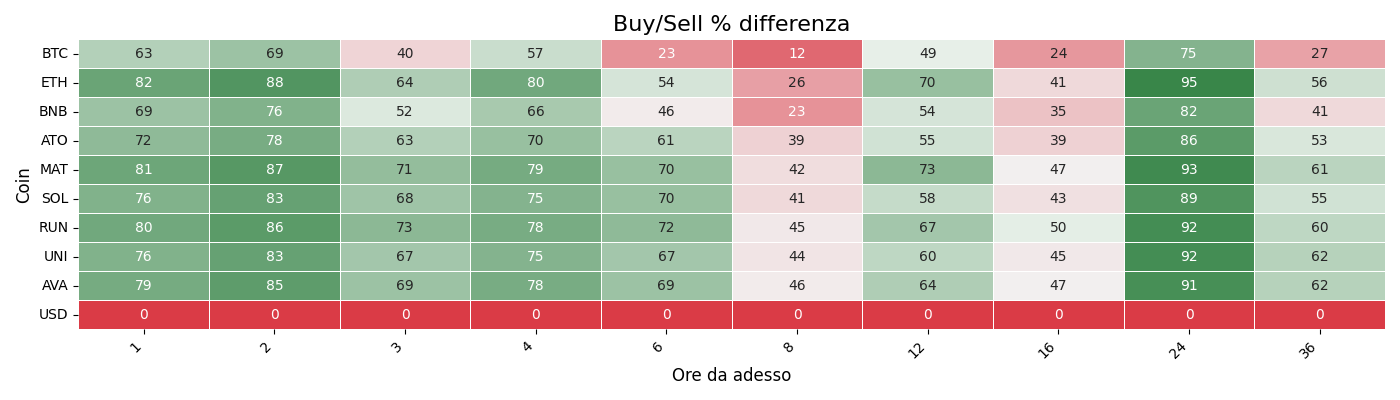 Buy/Sell % differenza
BTC 63 69 40 57 23 12 49 24 75 27
ETH 82 88 64 80 54 26 70 41 95 56
BNB 69 76 52 66 46 23 54 35 82 41
ATO 72 78 63 70 61 39 55 39 86 53
MAT 81 87 71 79 70 42 73 47 93 61
SOL 76 83 68 75 70 41 58 43 89 55
RUN 80 86 73 78 72 45 67 50 92 60
UNI 76 83 67 75 67 44 60 45 92 62
AVA 79 85 69 78 69 46 64 47 91 62
USD 0 0 0 0 0 0 0 0 0 0
1 2 3 4 6 8 12 16 24 36
Coin
Ore da adesso